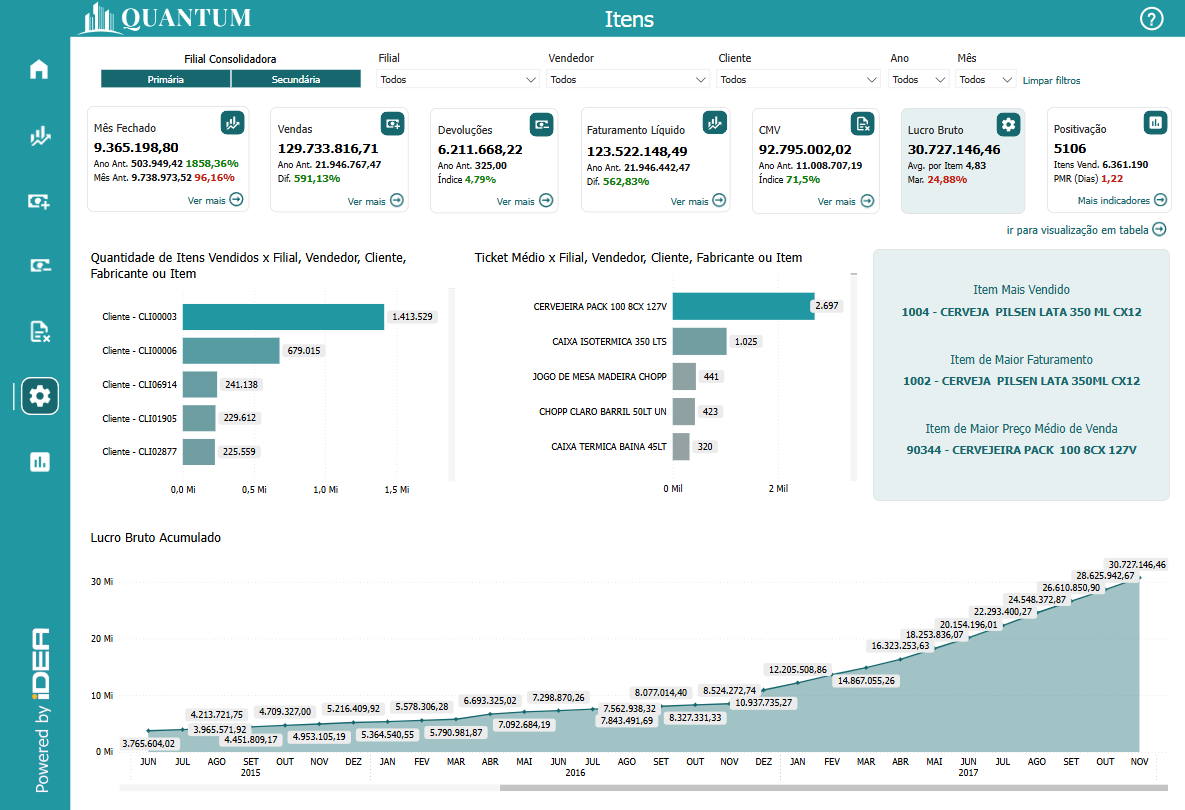 QUANTUM
Itens
?
Filial Consolidadora
Primária
Secundária
Filial
Todos
Vendedor
Todos
Cliente
Todos
Ano
Todos
Mês
Todos
Limpar filtros
Mês Fechado
9.365.198,80
Ano Ant. 503.949,42 1858,36%
Mês Ant. 9.738.973,52 96,16%
Ver mais
Vendas
129.733.816,71
Ano Ant. 21.946.767,47
Dif. 591,13%
Ver mais
Devoluções
6.211.668,22
Ano Ant. 325,00
Índice 4,79%
Ver mais
Faturamento Líquido
123.522.148,49
Ano Ant. 21.946.442,47
Dif. 562,83%
Ver mais
CMV
92.795.002,02
Ano Ant. 11.008.707,19
Índice 71,5%
Ver mais
Lucro Bruto
30.727.146,46
Avg. por Item 4,83
Mar. 24,88%
Positivação
5106
Itens Vend. 6.361.190
PMR (Dias) 1,22
Mais indicadores
ir para visualização em tabela
Quantidade de Itens Vendidos x Filial, Vendedor, Cliente,
Fabricante ou Item
Cliente - CLI00003
1.413.529
Cliente - CLI00006
679.015
Cliente - CLI06914
241.138
Cliente - CLI01905
229.612
Cliente - CLI02877
225.559
0,0 Mi
0,5 Mi
1,0 Mi
1,5 Mi
Ticket Médio x Filial, Vendedor, Cliente, Fabricante ou Item
CERVEJEIRA PACK 100 8CX 127V
2.697
CAIXA ISOTERMICA 350 LTS
1.025
JOGO DE MESA MADEIRA CHOPP
441
CHOPP CLARO BARRIL 50LT UN
423
CAIXA TERMICA BAINA 45LT
320
0 Mil
2 Mil
Item Mais Vendido
1004 - CERVEJA PILSEN LATA 350 ML CX12
Item de Maior Faturamento
1002 - CERVEJA PILSEN LATA 350ML CX12
Item de Maior Preço Médio de Venda
90344 - CERVEJEIRA PACK 100 8CX 127V
Lucro Bruto Acumulado
30 Mi
20 Mi
10 Mi
0 Mi
3.765.604,02
3.965.571,92
4.213.721,75
4.451.809,17
4.709.327,00
4.953.105,19
5.216.409,92
5.364.540,55
5.578.306,28
5.790.981,87
6.693.325,02
7.092.684,19
7.298.870,26
7.562.938,32
7.843.491,69
8.077.014,40
8.327.331,33
8.524.272,74
10.937.735,27
12.205.508,86
14.867.055,26
16.323.253,63
18.253.836,07
20.154.196,01
22.293.400,27
24.548.372,87
26.610.850,90
28.625.942,67
30.727.146,46
JUN JUL AGO SET OUT NOV DEZ JAN FEV MAR ABR MAI JUN JUL AGO SET OUT NOV DEZ JAN FEV MAR ABR MAI JUN JUL AGO SET OUT NOV
2015 2016 2017
Powered by iDEA